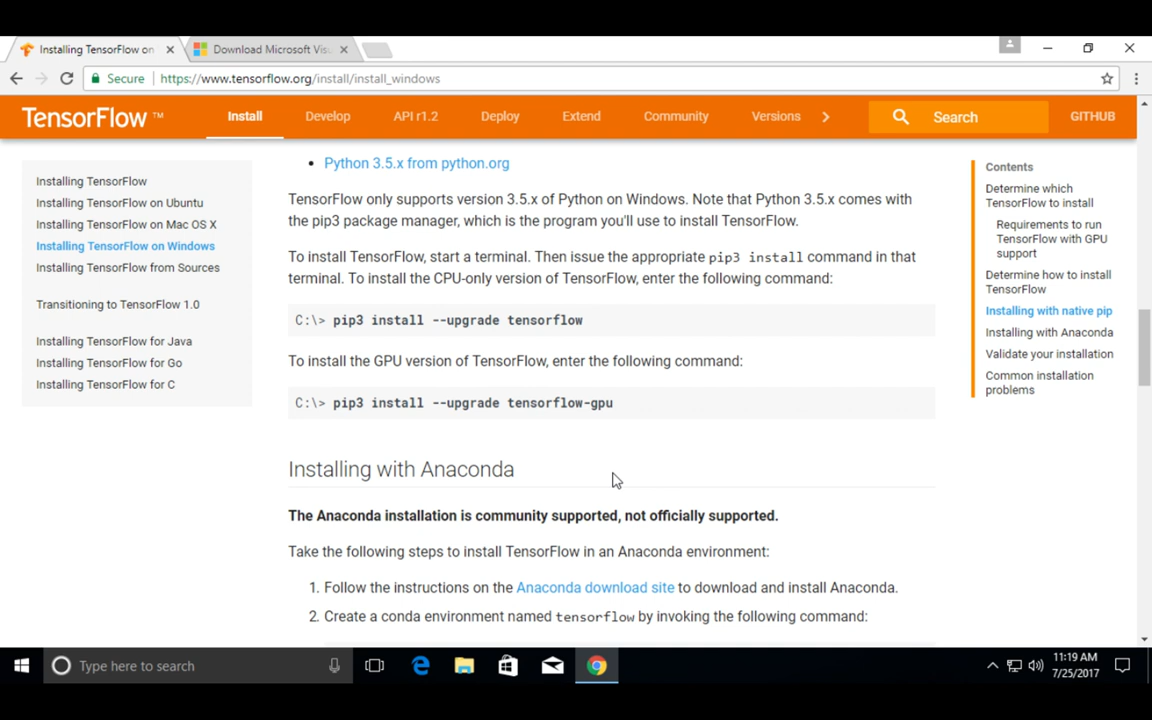 Installing TensorFlow on
Download Microsoft Visu
Secure
https://www.tensorflow.org/install/install_windows
TensorFlow ™
Install
Develop
API r1.2
Deploy
Extend
Community
Versions
Search
GITHUB
Installing TensorFlow
Installing TensorFlow on Ubuntu
Installing TensorFlow on Mac OS X
Installing TensorFlow on Windows
Installing TensorFlow from Sources
Transitioning to TensorFlow 1.0
Installing TensorFlow for Java
Installing TensorFlow for Go
Installing TensorFlow for C
• Python 3.5.x from python.org
TensorFlow only supports version 3.5.x of Python on Windows. Note that Python 3.5.x comes with
the pip3 package manager, which is the program you'll use to install TensorFlow.
To install TensorFlow, start a terminal. Then issue the appropriate pip3 install command in that
terminal. To install the CPU-only version of TensorFlow, enter the following command:
C:\> pip3 install --upgrade tensorflow
To install the GPU version of TensorFlow, enter the following command:
C:\> pip3 install --upgrade tensorflow-gpu
Installing with Anaconda
The Anaconda installation is community supported, not officially supported.
Take the following steps to install TensorFlow in an Anaconda environment:
1. Follow the instructions on the Anaconda download site to download and install Anaconda.
2. Create a conda environment named tensorflow by invoking the following command:
Contents
Determine which
TensorFlow to install
Requirements to run
TensorFlow with GPU
support
Determine how to install
TensorFlow
Installing with native pip
Installing with Anaconda
Validate your installation
Common installation
problems
Type here to search
11:19 AM
7/25/2017